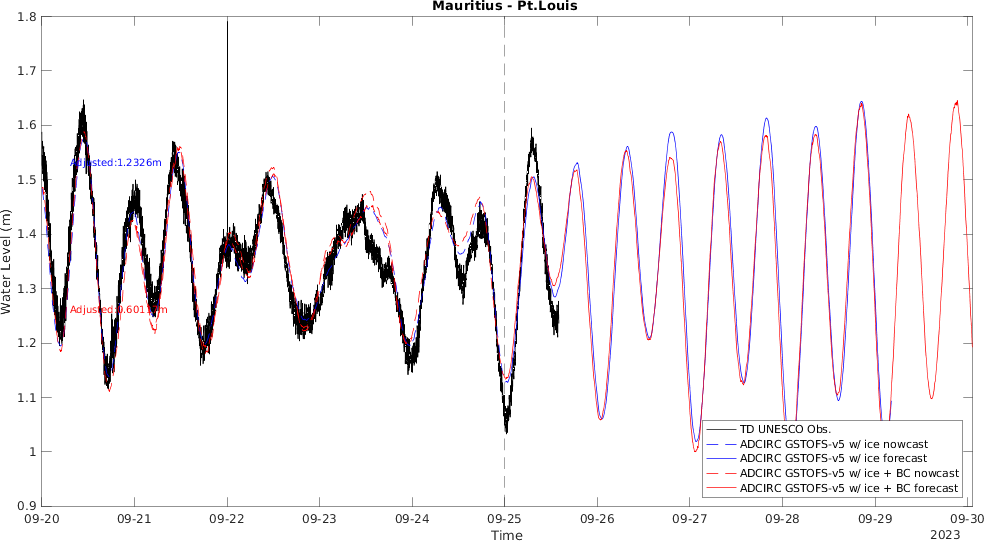 Mauritius - Pt.Louis
1.8
1.7
1.6
1.5
1.4
1.3
1.2
1.1
1
0.9
Water Level (m)
Adjusted:1.2326m
TD UNESCO Obs.
ADCIRC GSTOFS-v5 w/ ice nowcast
ADCIRC GSTOFS-v5 w/ ice forecast
ADCIRC GSTOFS-v5 w/ ice + BC nowcast
ADCIRC GSTOFS-v5 w/ ice + BC forecast
09-20 09-21 09-22 09-23 09-24 09-25 09-26 09-27 09-28 09-29 09-30
Time
2023